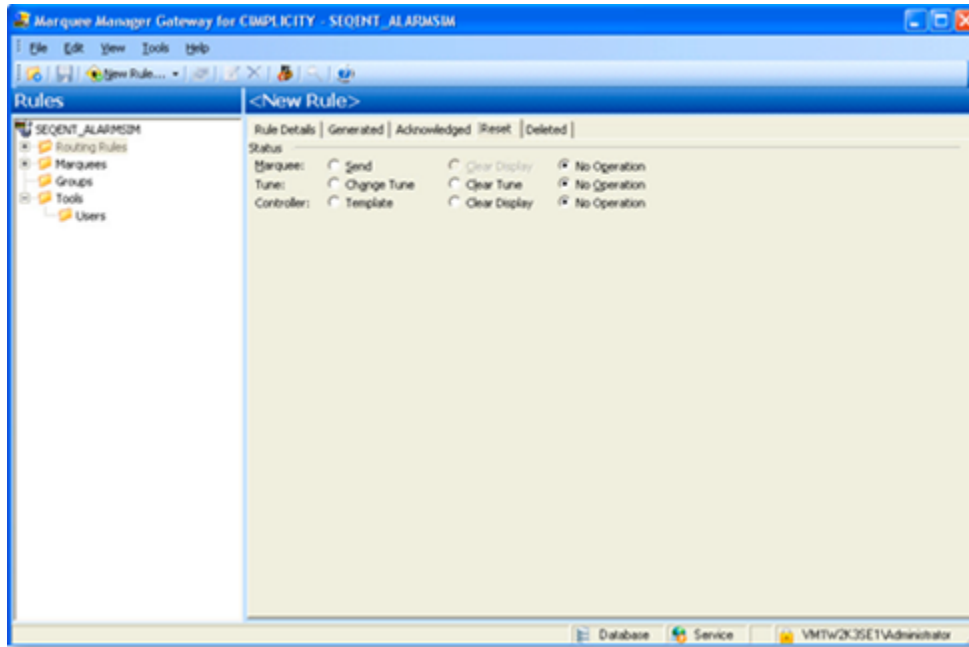 Marquee Manager Gateway for CIMPLICITY - SEQENT_ALARMSIM
File Edit View Tools Help
New Rule...
Rules
<New Rule>
SEQENT_ALARMSIM
Routing Rules
Marquees
Groups
Tools
Users
Rule Details Generated Acknowledged Reset Deleted
Status
Marquee: Send Clear Display No Operation
Tune: Change Tune Clear Tune No Operation
Controller: Template Clear Display No Operation
Database Service VM1W2K3SE1\Administrator